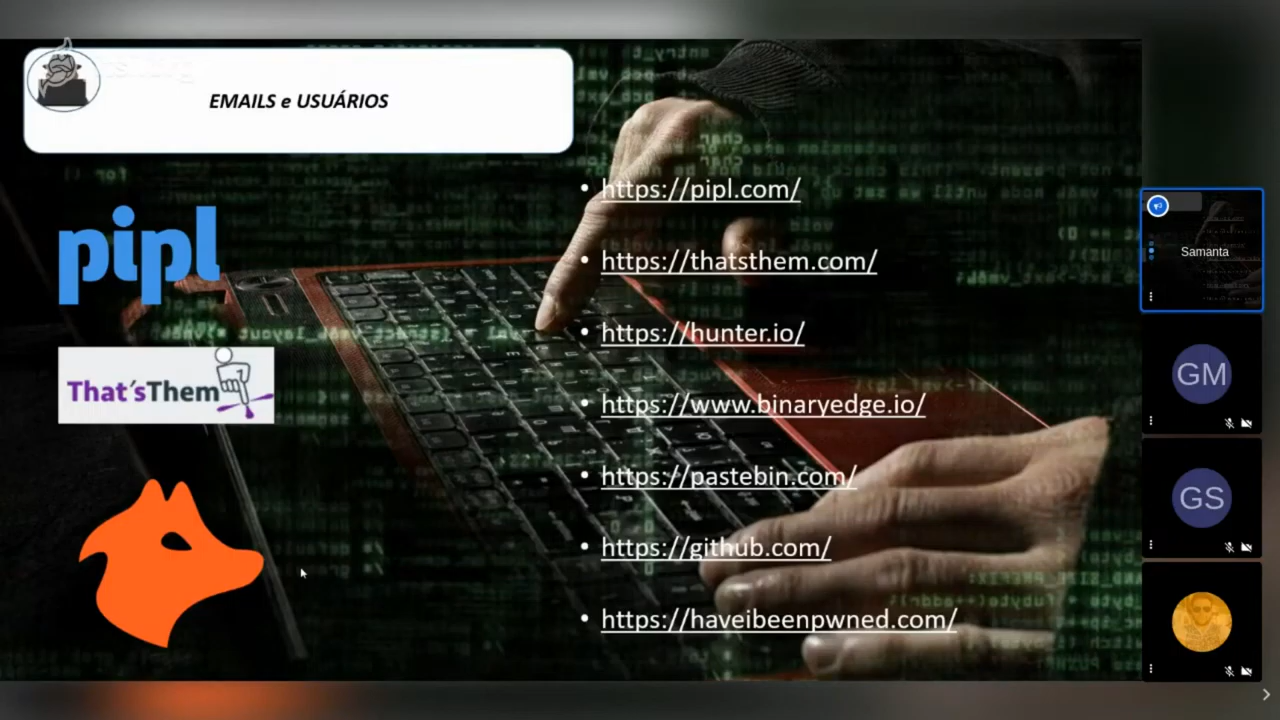 EMAILS e USUÁRIOS
pipl
That'sThem
• https://pipl.com/
• https://thatsthem.com/
• https://hunter.io/
• https://www.binaryedge.io/
• https://pastebin.com/
• https://github.com/
• https://haveibeenpwned.com/
Samanta
GM
GS